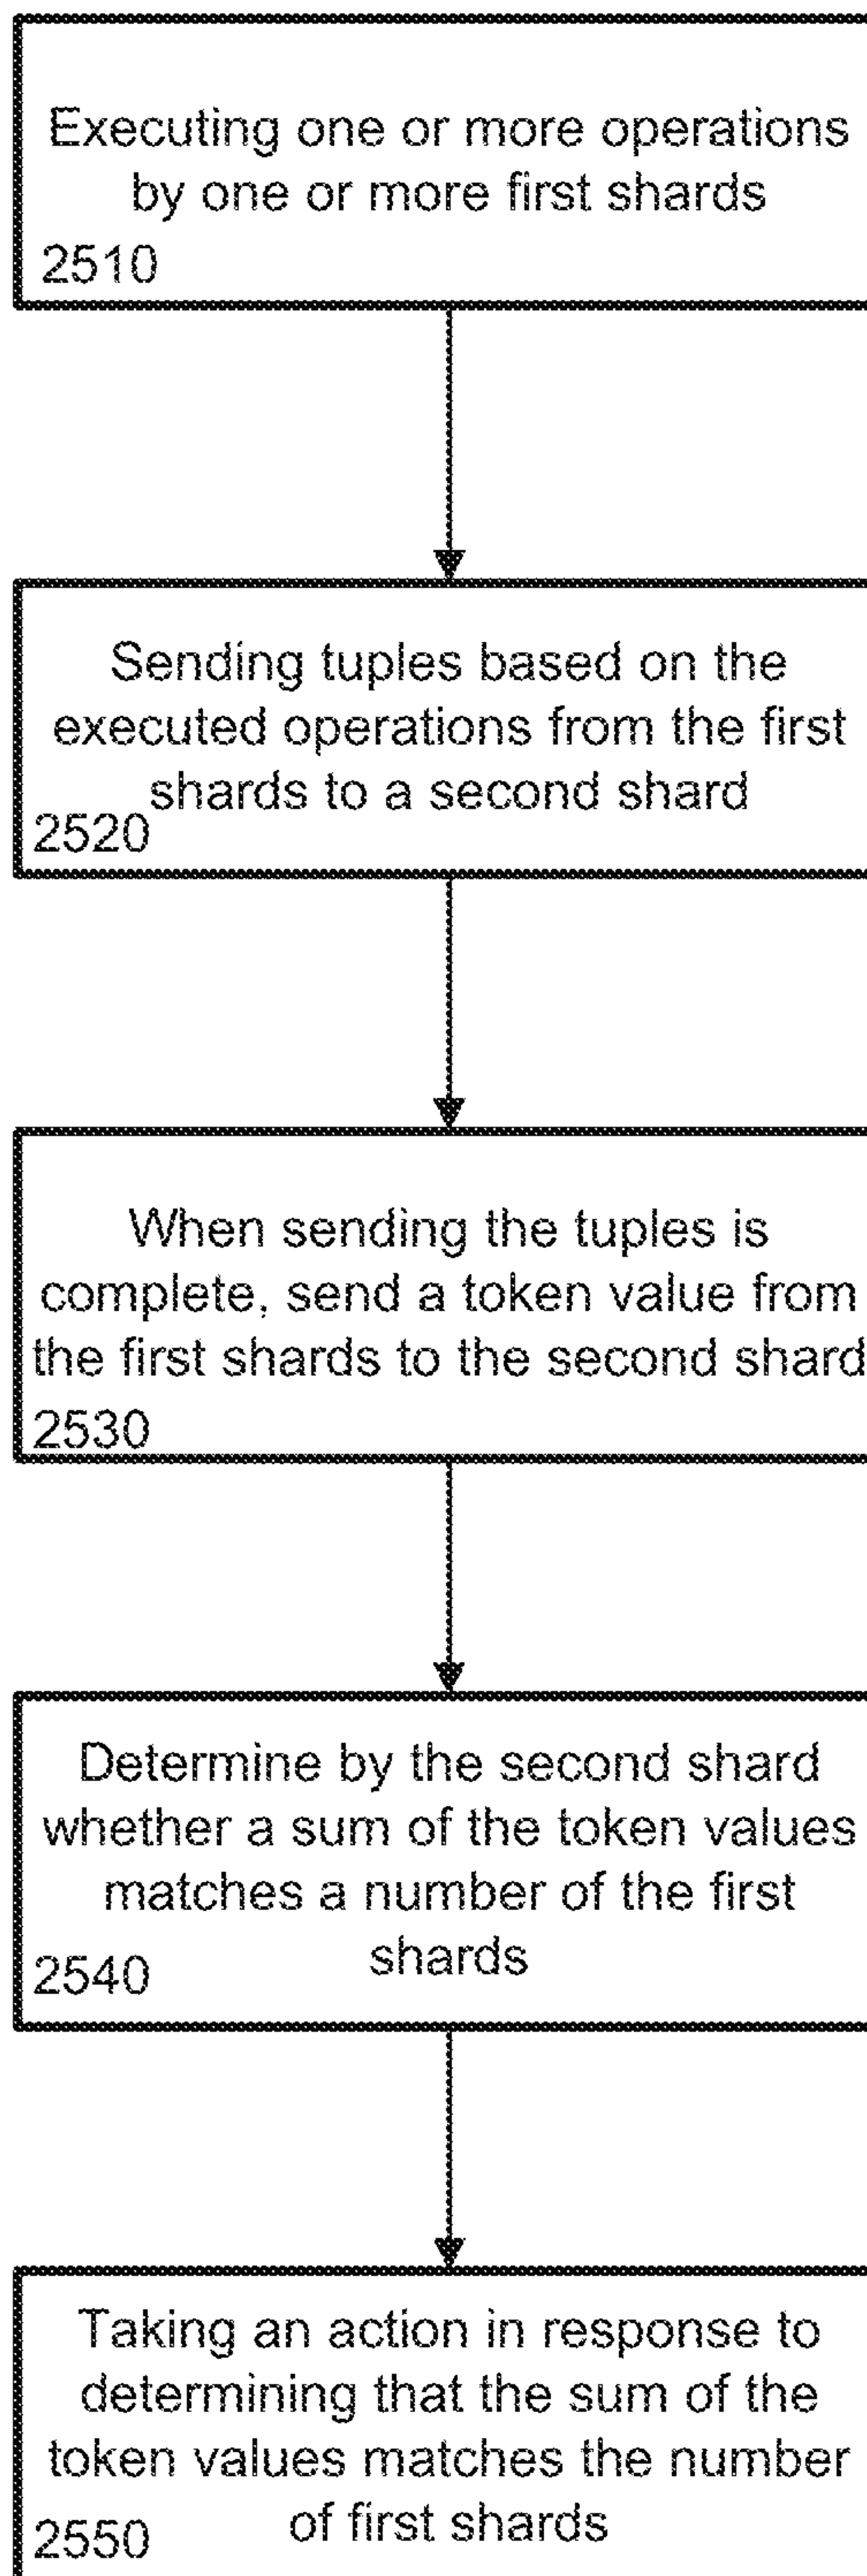 Executing one or more operations
by one or more first shards
2510
Sending tuples based on the
executed operations from the first
shards to a second shard
2520
When sending the tuples is
complete, send a token value from
the first shards to the second shard
2530
Determine by the second shard
whether a sum of the token values
matches a number of the first
shards
2540
Taking an action in response to
determining that the sum of the
token values matches the number
of first shards
2550